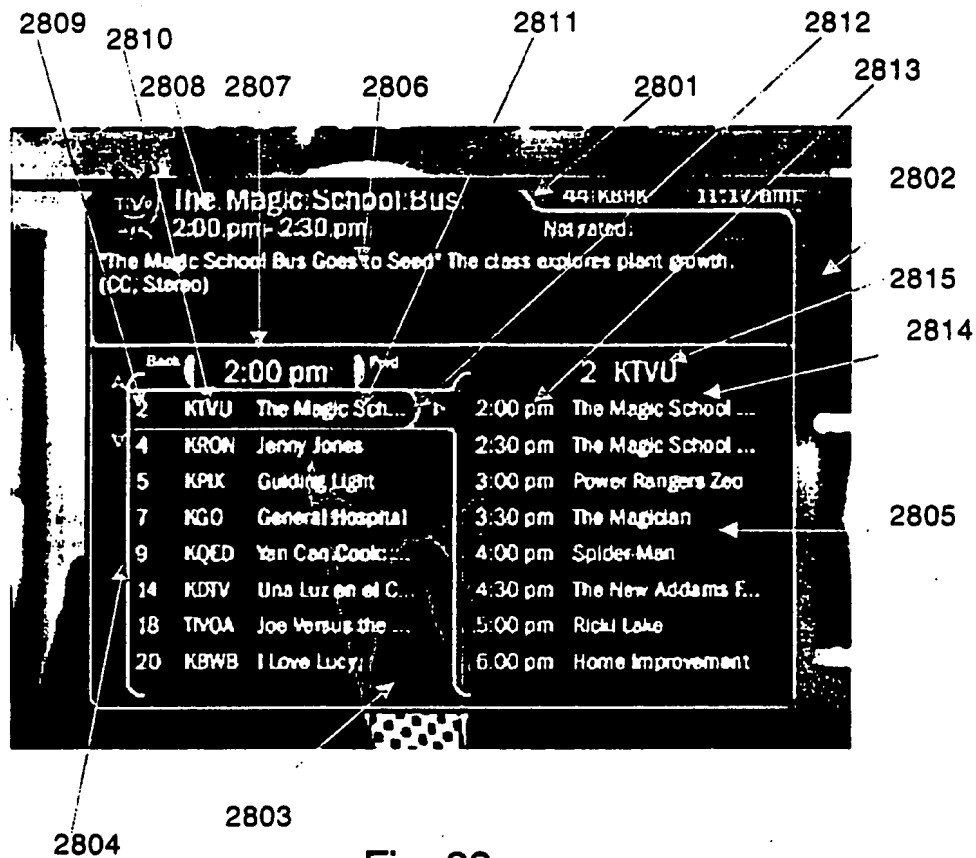 2809 2810 2811 2812
2808 2807 2806 2801 2813
2802
TiVo The Magic School Bus 44 KBHK 11:17 am
2:00 pm - 2:30 pm Not rated
"The Magic School Bus Goes to Seed" The class explores plant growth.
(CC, Stereo)
2815
2814
Back 2:00 pm Fwd 2 KTVU
2 KTVU The Magic Sch... 2:00 pm The Magic School ...
4 KRON Jenny Jones 2:30 pm The Magic School ...
5 KPIX Guiding Light 3:00 pm Power Rangers Zeo
7 KGO General Hospital 3:30 pm The Magician
2805
9 KQED Yan Can Cook: ... 4:00 pm Spider-Man
14 KDTV Una Luz en el C... 4:30 pm The New Addams F...
18 TIVOA Joe Versus the ... 5:00 pm Ricki Lake
20 KBWB I Love Lucy 6:00 pm Home Improvement
2803
2804